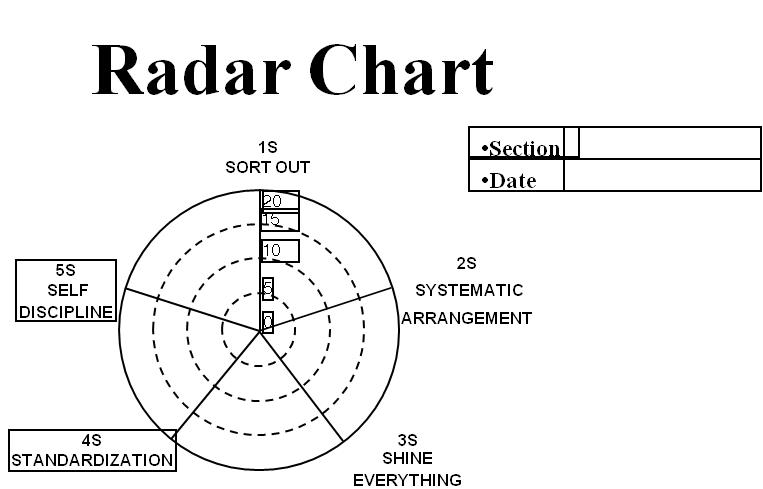 Radar Chart
1S
SORT OUT
•Section
•Date
20
15
10
5
0
2S
SYSTEMATIC
ARRANGEMENT
3S
SHINE
EVERYTHING
4S
STANDARDIZATION
5S
SELF
DISCIPLINE